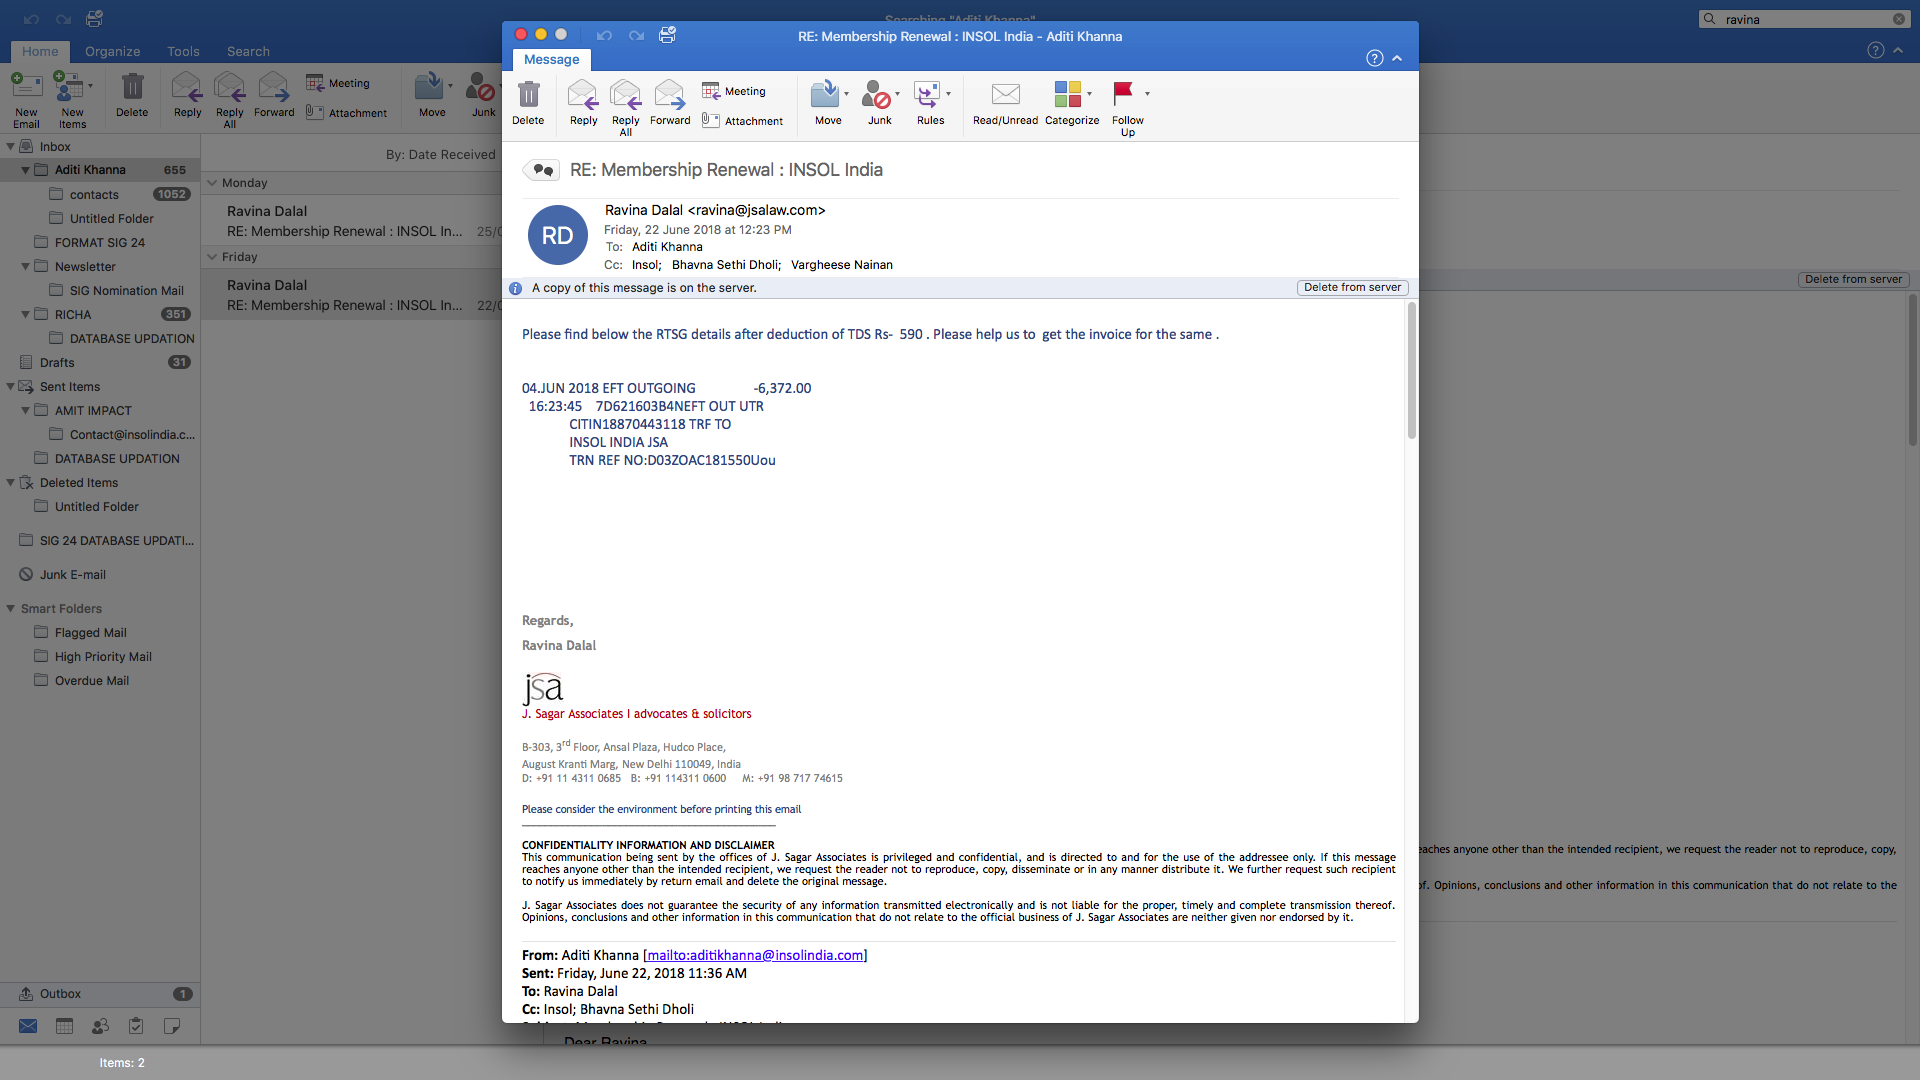 Searching "Aditi Khanna"
ravina
Home
Organize
Tools
Search
New Email
New Items
Delete
Reply
Reply All
Forward
Meeting
Attachment
Move
Junk
Inbox
Aditi Khanna 655
contacts 1052
Untitled Folder
FORMAT SIG 24
Newsletter
SIG Nomination Mail
RICHA 351
DATABASE UPDATION
Drafts 31
Sent Items
AMIT IMPACT
Contact@insolindia.c...
DATABASE UPDATION
Deleted Items
Untitled Folder
SIG 24 DATABASE UPDATI...
Junk E-mail
Smart Folders
Flagged Mail
High Priority Mail
Overdue Mail
Outbox 1
Items: 2
By: Date Received
Monday
Ravina Dalal
RE: Membership Renewal : INSOL In... 25/0
Friday
Ravina Dalal
RE: Membership Renewal : INSOL In... 22/0
RE: Membership Renewal : INSOL India - Aditi Khanna
Message
Delete
Reply
Reply All
Forward
Meeting
Attachment
Move
Junk
Rules
Read/Unread
Categorize
Follow Up
RE: Membership Renewal : INSOL India
RD
Ravina Dalal <ravina@jsalaw.com>
Friday, 22 June 2018 at 12:23 PM
To: Aditi Khanna
Cc: Insol; Bhavna Sethi Dholi; Vargheese Nainan
A copy of this message is on the server.
Delete from server
Please find below the RTSG details after deduction of TDS Rs- 590 . Please help us to get the invoice for the same .
04.JUN 2018 EFT OUTGOING -6,372.00
16:23:45 7D621603B4NEFT OUT UTR
CITIN18870443118 TRF TO
INSOL INDIA JSA
TRN REF NO:D03ZOAC181550Uou
Regards,
Ravina Dalal
jsa
J. Sagar Associates I advocates & solicitors
B-303, 3rd Floor, Ansal Plaza, Hudco Place,
August Kranti Marg, New Delhi 110049, India
D: +91 11 4311 0685 B: +91 114311 0600 M: +91 98 717 74615
Please consider the environment before printing this email
CONFIDENTIALITY INFORMATION AND DISCLAIMER
This communication being sent by the offices of J. Sagar Associates is privileged and confidential, and is directed to and for the use of the addressee only. If this message
reaches anyone other than the intended recipient, we request the reader not to reproduce, copy, disseminate or in any manner distribute it. We further request such recipient
to notify us immediately by return email and delete the original message.
J. Sagar Associates does not guarantee the security of any information transmitted electronically and is not liable for the proper, timely and complete transmission thereof.
Opinions, conclusions and other information in this communication that do not relate to the official business of J. Sagar Associates are neither given nor endorsed by it.
From: Aditi Khanna [mailto:aditikhanna@insolindia.com]
Sent: Friday, June 22, 2018 11:36 AM
To: Ravina Dalal
Cc: Insol; Bhavna Sethi Dholi
Dear Ravina
Delete from server
eaches anyone other than the intended recipient, we request the reader not to reproduce, copy,
of. Opinions, conclusions and other information in this communication that do not relate to the